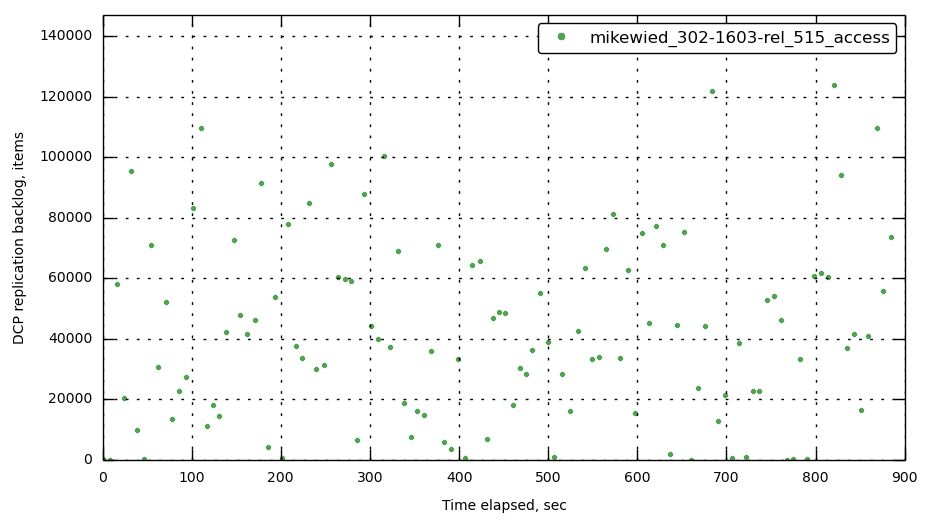 mikewied_302-1603-rel_515_access
140000
120000
100000
80000
60000
40000
20000
0
DCP replication backlog, items
0 100 200 300 400 500 600 700 800 900
Time elapsed, sec